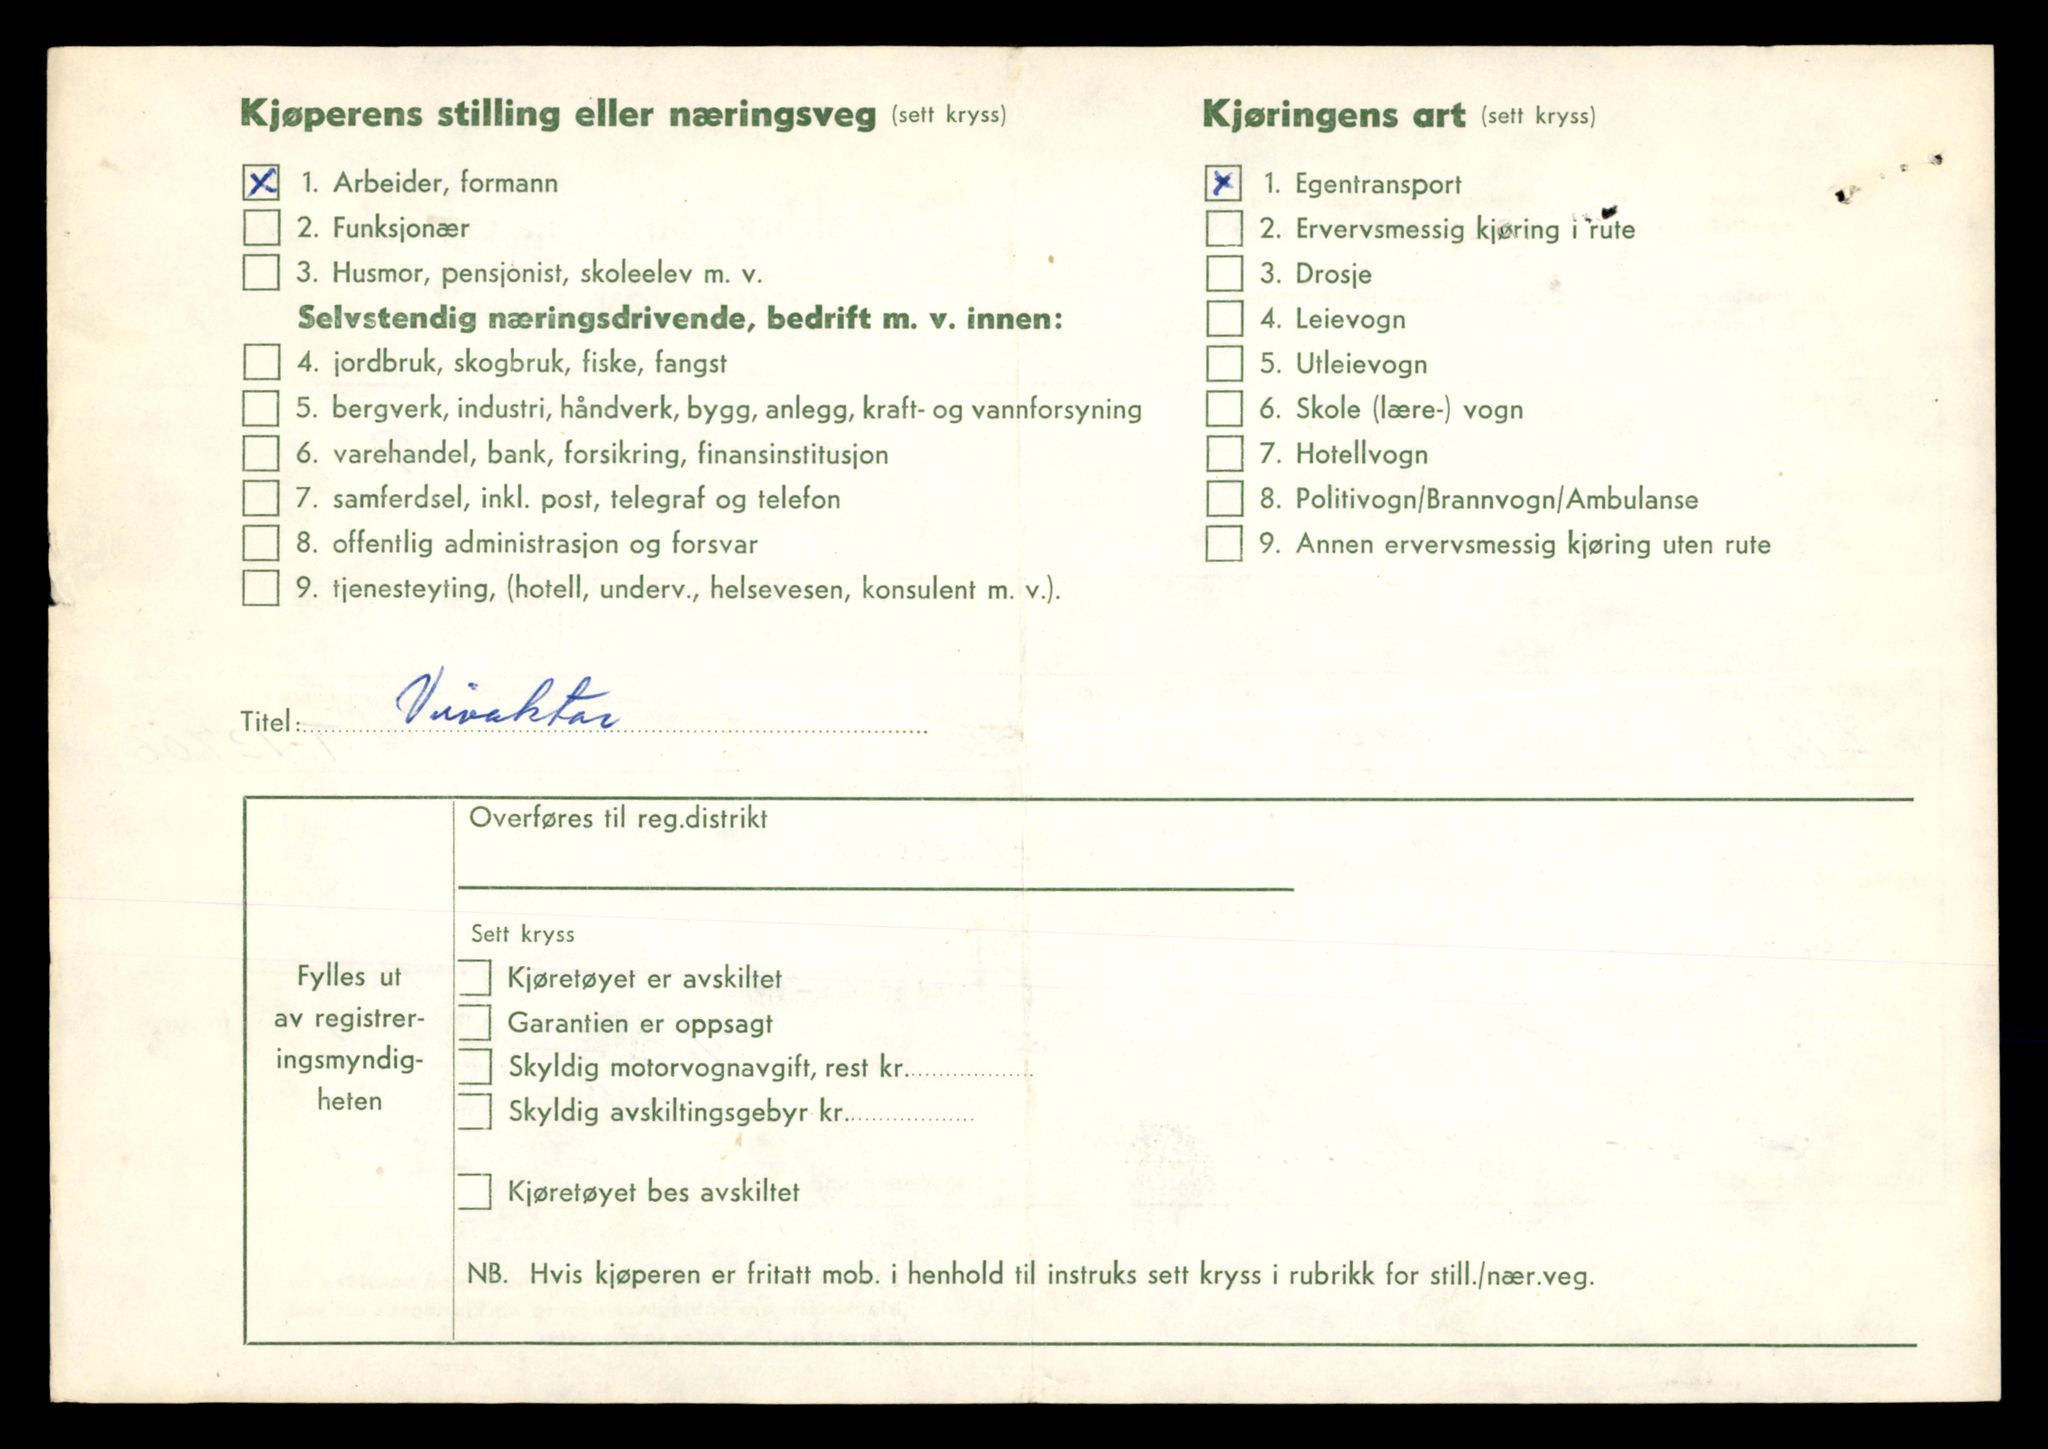 Kjøperens stilling eller næringsveg (sett kryss)
X 1. Arbeider, formann
2. Funksjonær
3. Husmor, pensjonist, skoleelev m. v.
Selvstendig næringsdrivende, bedrift m. v. innen:
4. jordbruk, skogbruk, fiske, fangst
5. bergverk, industri, håndverk, bygg, anlegg, kraft- og vannforsyning
6. varehandel, bank, forsikring, finansinstitusjon
7. samferdsel, inkl. post, telegraf og telefon
8. offentlig administrasjon og forsvar
9. tjenesteyting, (hotell, underv., helsevesen, konsulent m. v.).
Kjøringens art (sett kryss)
x 1. Egentransport
2. Ervervsmessig kjøring i rute
3. Drosje
4. Leievogn
5. Utleievogn
6. Skole (lære-) vogn
7. Hotellvogn
8. Politivogn/Brannvogn/Ambulanse
9. Annen ervervsmessig kjøring uten rute
Titel:
Fylles ut
av registrer-
ingsmyndig-
heten
Overføres til reg.distrikt
Sett kryss
Kjøretøyet er avskiltet
Garantien er oppsagt
Skyldig motorvognavgift, rest kr.
Skyldig avskiltingsgebyr kr.
Kjøretøyet bes avskiltet
NB. Hvis kjøperen er fritatt mob. i henhold til instruks sett kryss i rubrikk for still./nær.veg.